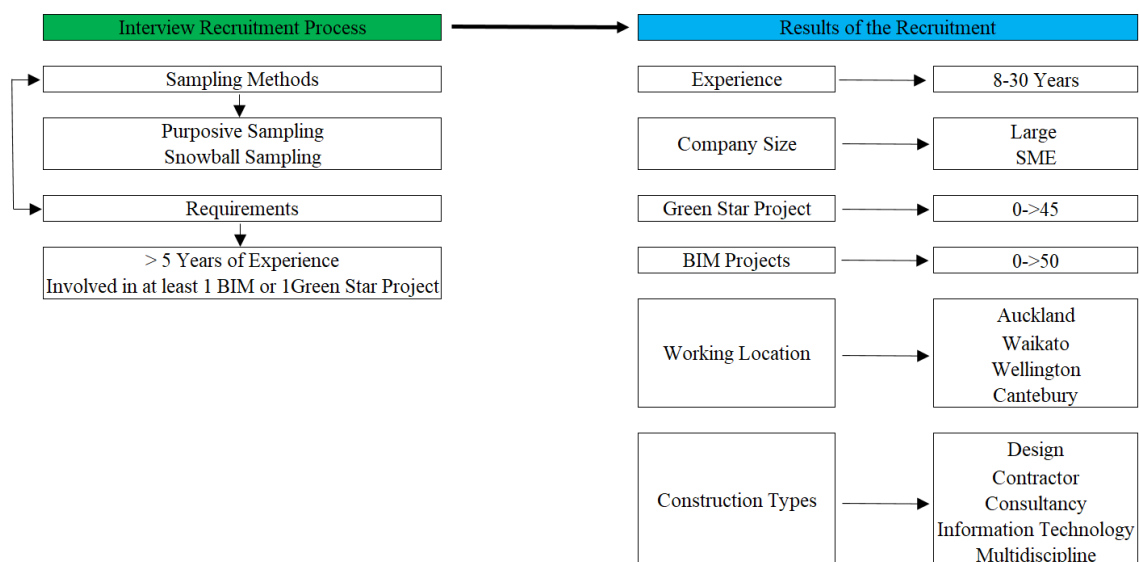 Interview Recruitment Process
Sampling Methods
Purposive Sampling
Snowball Sampling
Requirements
> 5 Years of Experience
Involved in at least 1 BIM or 1Green Star Project
Results of the Recruitment
Experience
8-30 Years
Company Size
Large
SME
Green Star Project
0->45
BIM Projects
0->50
Working Location
Auckland
Waikato
Wellington
Cantebury
Construction Types
Design
Contractor
Consultancy
Information Technology
Multidiscipline